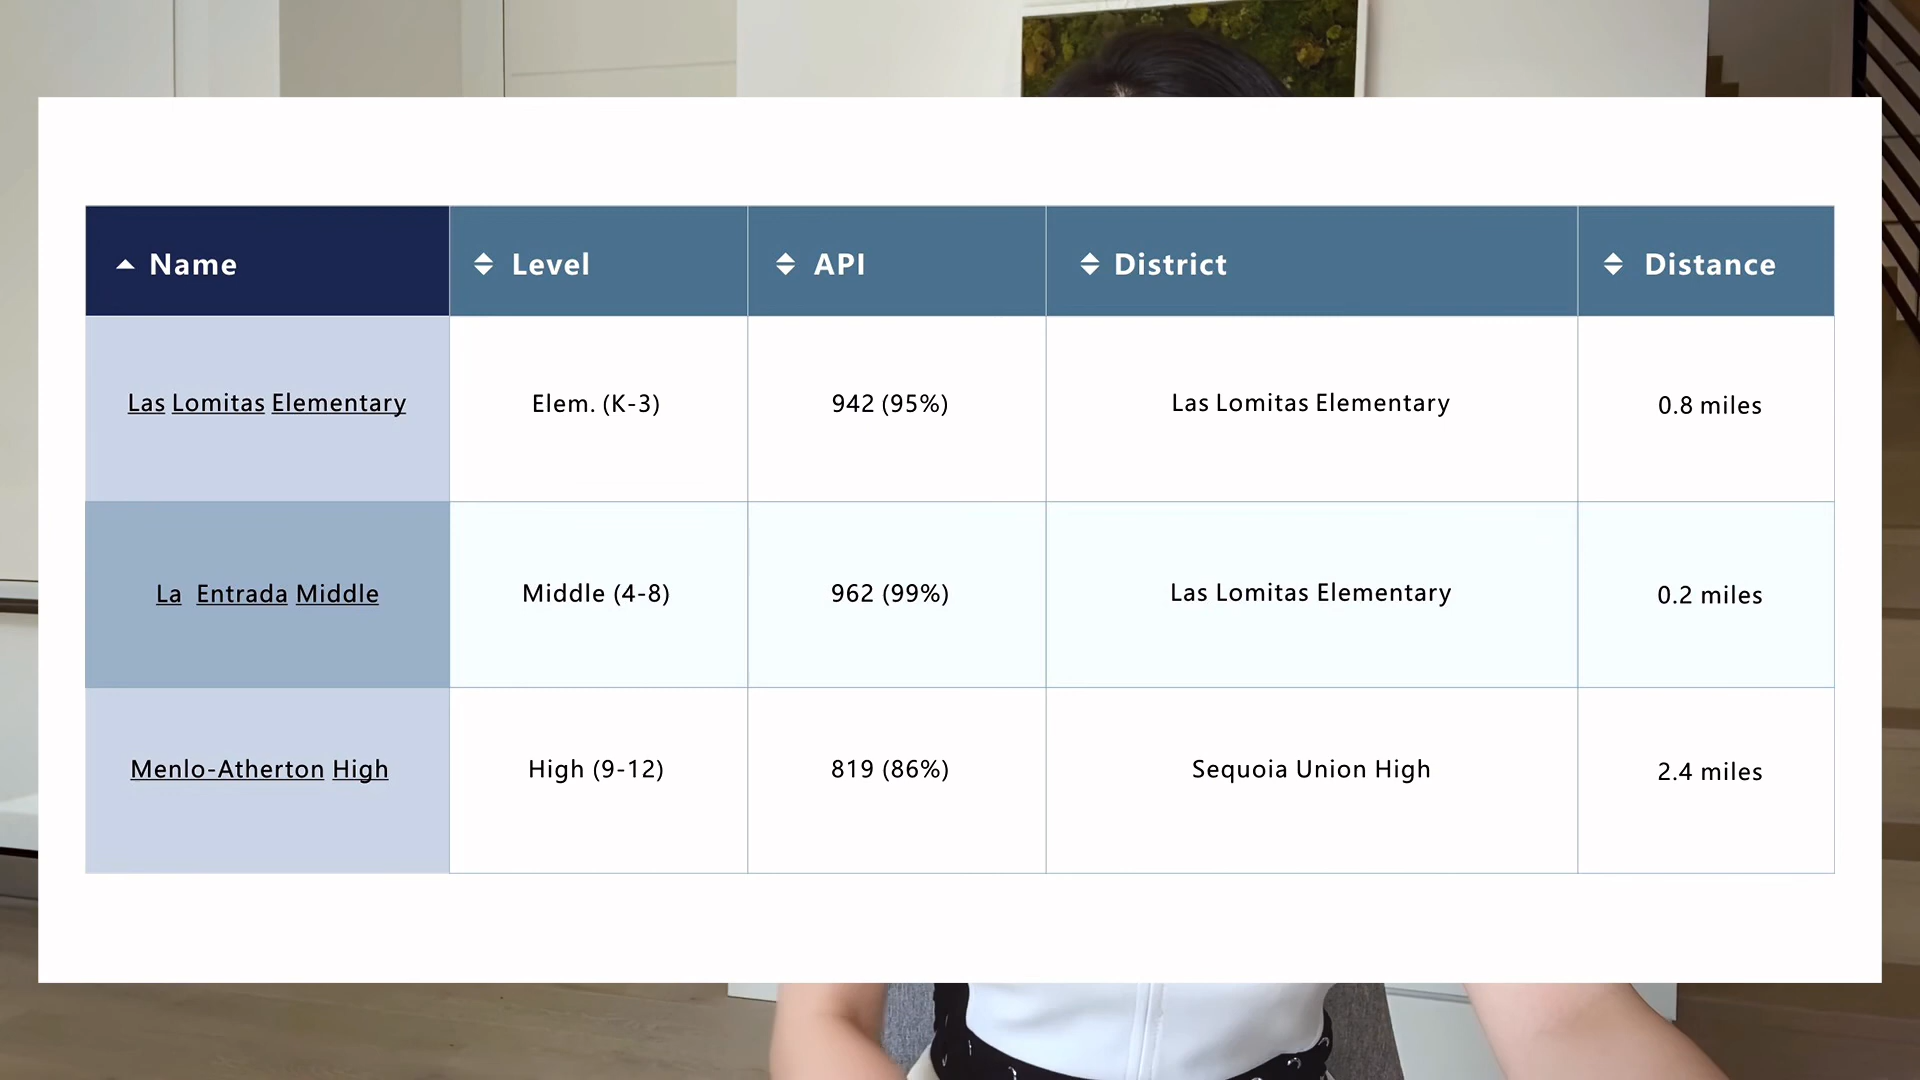 Name Level API District Distance
Las Lomitas Elementary Elem. (K-3) 942 (95%) Las Lomitas Elementary 0.8 miles
La Entrada Middle Middle (4-8) 962 (99%) Las Lomitas Elementary 0.2 miles
Menlo-Atherton High High (9-12) 819 (86%) Sequoia Union High 2.4 miles